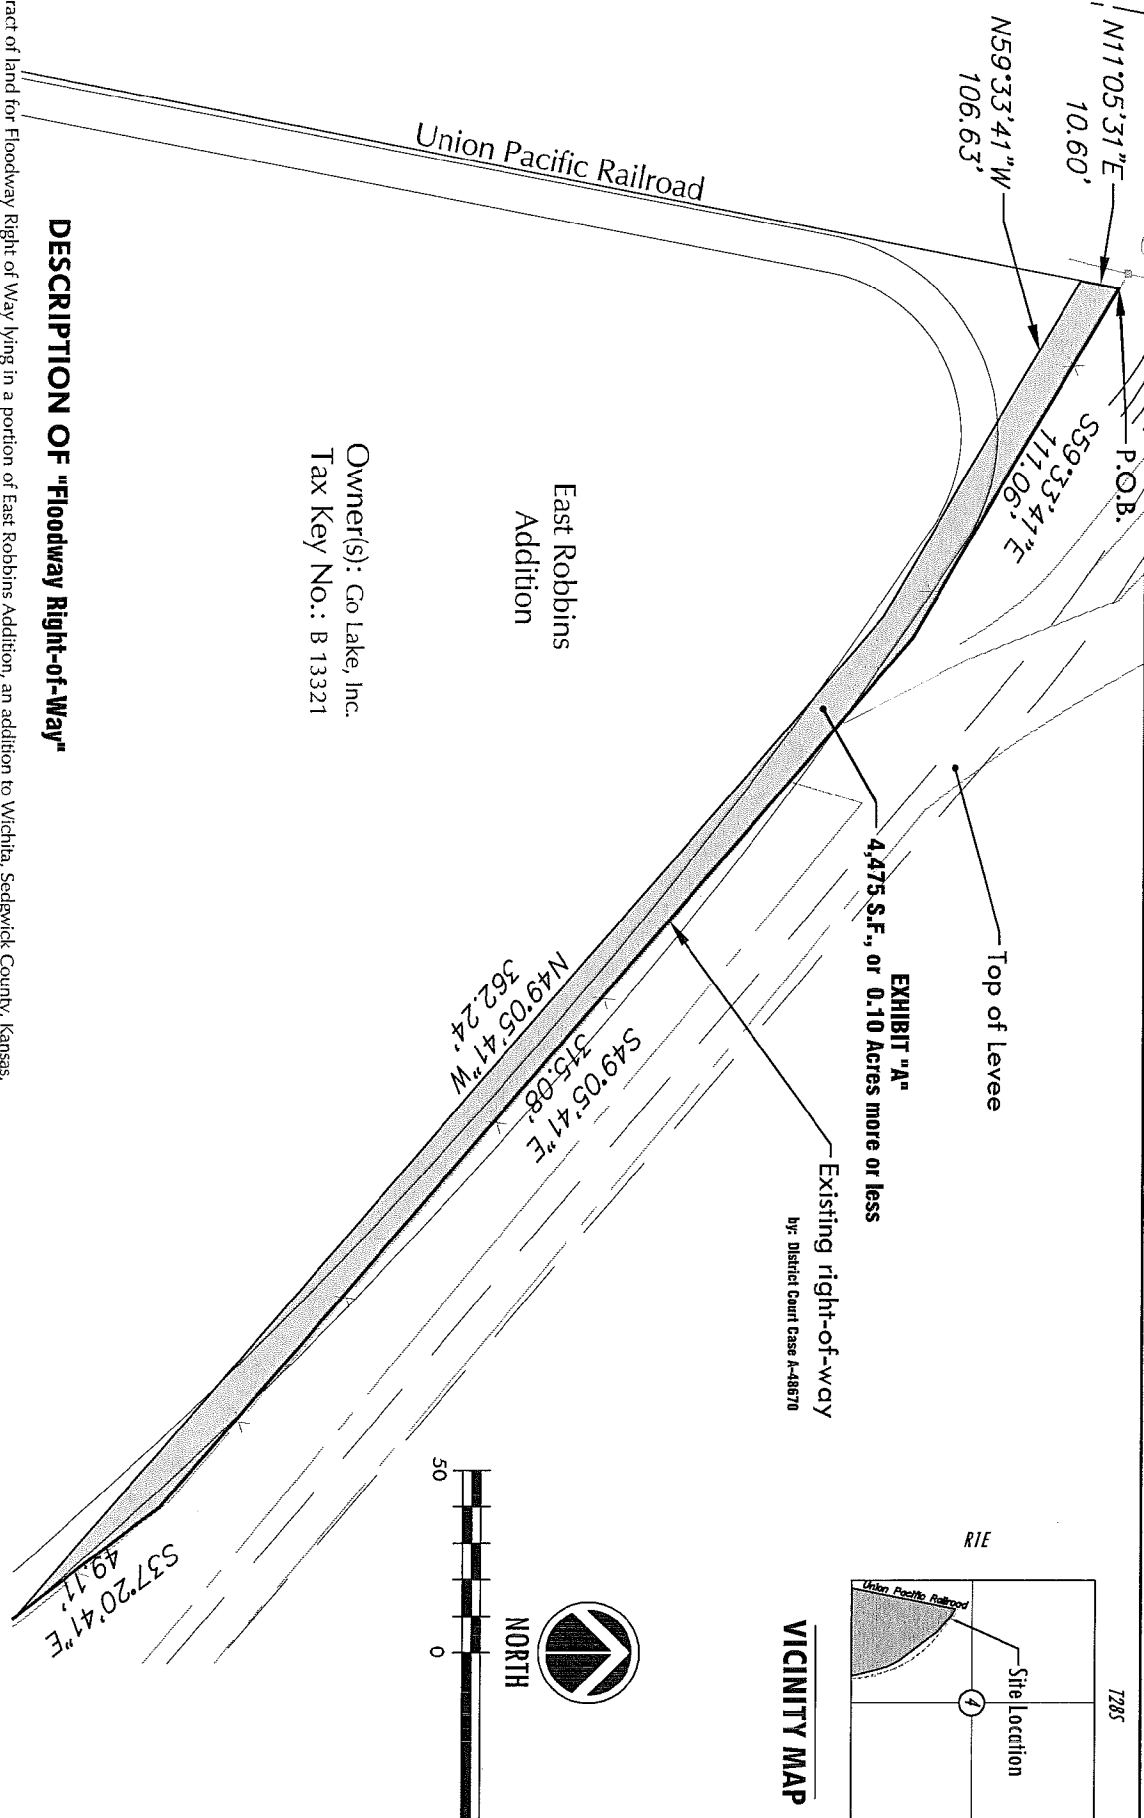 N11°05'31"E
10.60'
N59°33'41"W
106.63'
P.O.B.
S59°33'41"E
111.06'
Union Pacific Railroad
East Robbins
Addition
Owner(s): Go Lake, Inc.
Tax Key No.: B 13321
Top of Levee
EXHIBIT "A"
4,475 S.F., or 0.10 Acres more or less
Existing right-of-way
by: District Court Case A-48670
N49°05'41"W
362.24'
S49°05'41"E
315.08'
S37°20'41"E
49.11'
50
0
NORTH
R1E
T28S
Union Pacific Railroad
Site Location
4
VICINITY MAP
DESCRIPTION OF "Floodway Right-of-Way"
ract of land for Floodway Right of Way lying in a portion of East Robbins Addition, an addition to Wichita, Sedgwick County, Kansas,